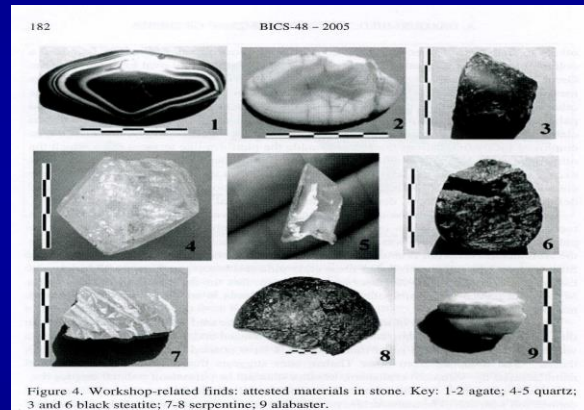 182 BICS-48 – 2005
1 2 3
4 5 6
7 8 9
Figure 4. Workshop-related finds: attested materials in stone. Key: 1-2 agate; 4-5 quartz;
3 and 6 black steatite; 7-8 serpentine; 9 alabaster.